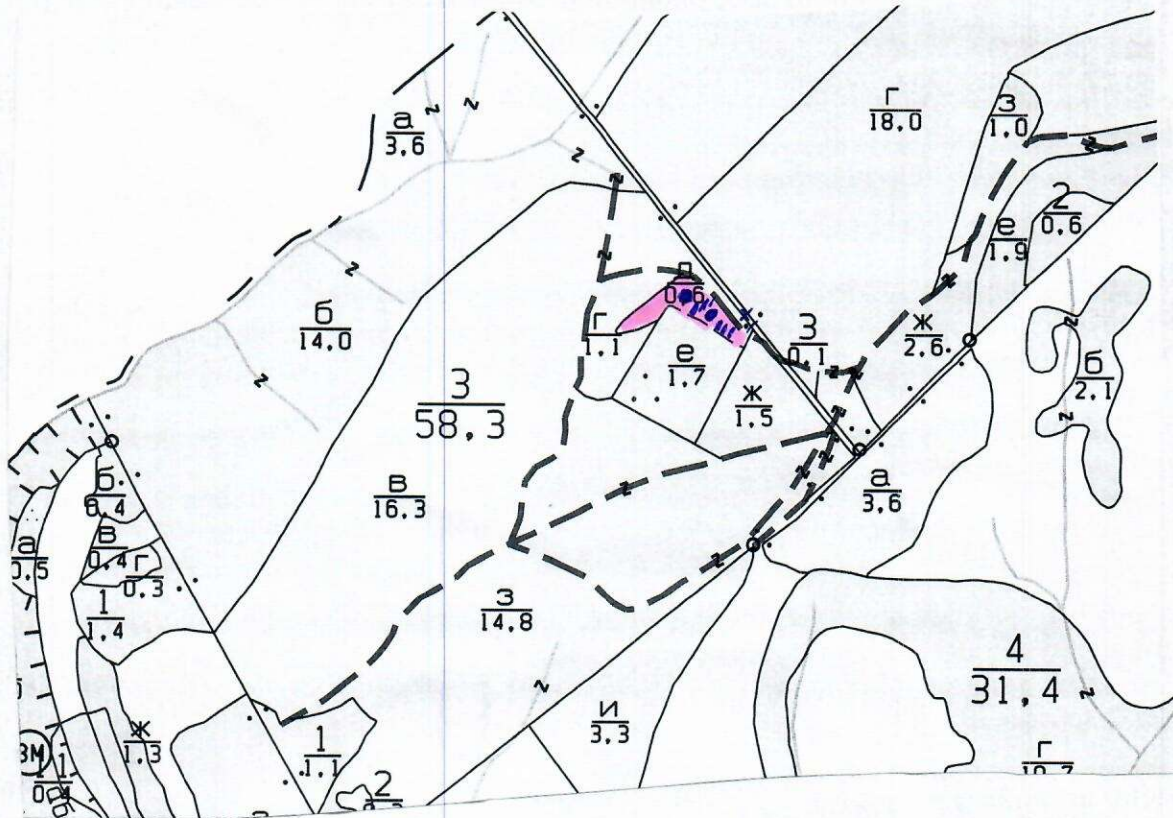 г
18,0
З
1,0
а
3,6
2
0,6
е
1,9
д
0,6
б
14,0
г
1,1
З
0,1
ж
2,6
е
1,7
б
2,1
З
58,3
ж
1,5
в
16,3
а
3,6
б
0,4
в
0,4
а
0,5
г
0,3
1
1,4
з
14,8
4
31,4
и
3,3
ж
1,3
1
1,1
г
2